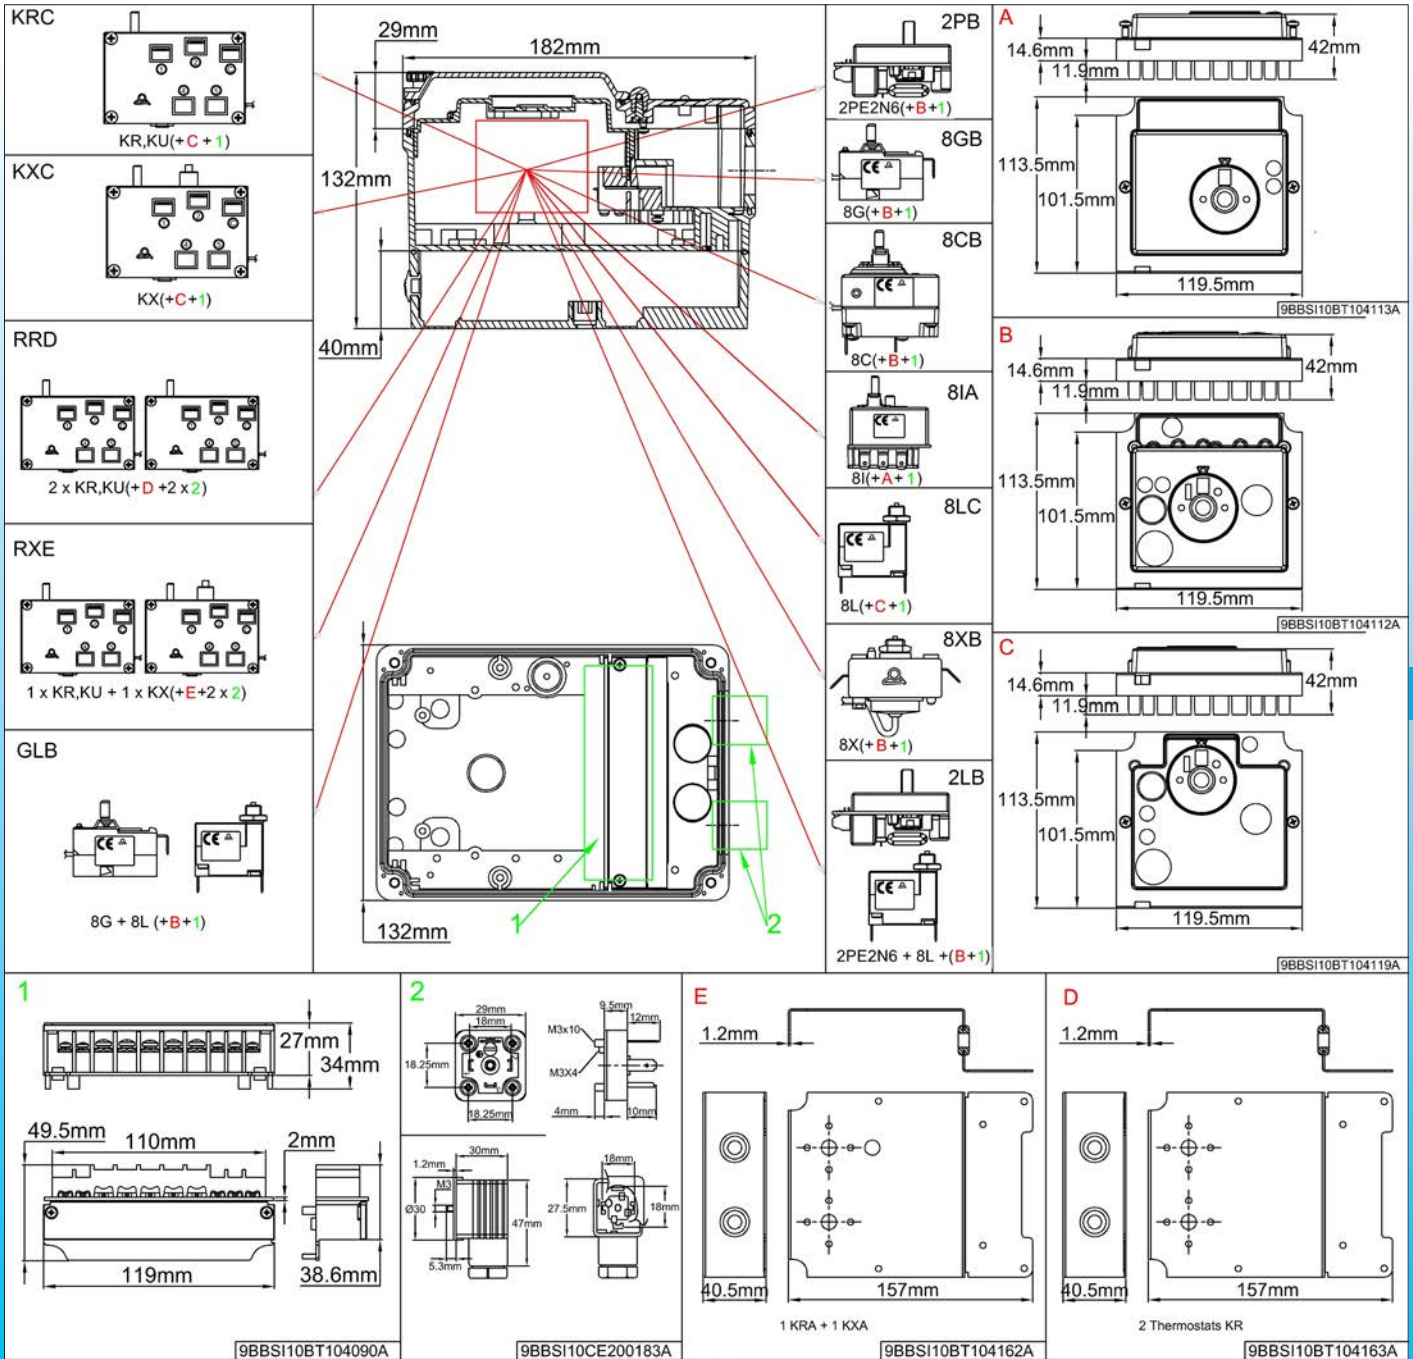 KRC
KR,KU(+C+1)
KXC
KX(+C+1)
RRD
2 x KR,KU(+D +2 x 2)
RXE
1 x KR,KU + 1 x KX(+E+2 x 2)
GLB
CE
CE
8G + 8L (+B+1)
29mm
182mm
132mm
40mm
132mm
1
2
2PB
2PE2N6(+B+1)
8GB
CE
8G(+B+1)
8CB
CE
8C(+B+1)
8IA
CE
8I(+A+ 1)
8LC
CE
8L(+C+1)
8XB
8X(+B+1)
2LB
CE
2PE2N6 + 8L +(B+1)
A
14.6mm
11.9mm
42mm
113.5mm
101.5mm
119.5mm
9BBSI10BT104113A
B
14.6mm
11.9mm
42mm
113.5mm
101.5mm
119.5mm
9BBSI10BT104112A
C
14.6mm
11.9mm
42mm
113.5mm
101.5mm
119.5mm
9BBSI10BT104119A
1
27mm
34mm
49.5mm
110mm
2mm
119mm
38.6mm
9BBSI10BT104090A
2
29mm
18mm
18.25mm
18.25mm
9.5mm
12mm
M3x10
M3X4
4mm
10mm
30mm
1.2mm
M3
Ø30
47mm
5.3mm
18mm
27.5mm
18mm
9BBSI10CE200183A
E
1.2mm
40.5mm
157mm
1 KRA + 1 KXA
9BBSI10BT104162A
D
1.2mm
40.5mm
157mm
2 Thermostats KR
9BBSI10BT104163A